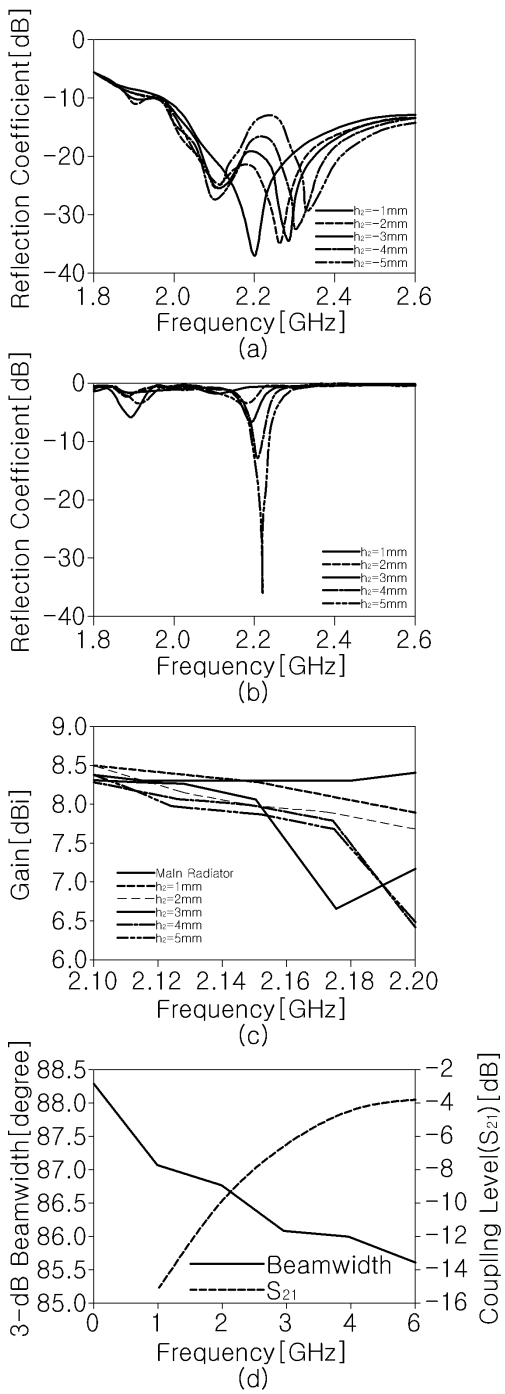 Reflection Coefficient[dB]
0
-10
-20
-30
-40
h₂=-1mm
h₂=-2mm
h₂=-3mm
h₂=-4mm
h₂=-5mm
1.8 2.0 2.2 2.4 2.6
Frequency[GHz]
(a)
Reflection Coefficient[dB]
0
-10
-20
-30
-40
h₂=1mm
h₂=2mm
h₂=3mm
h₂=4mm
h₂=5mm
1.8 2.0 2.2 2.4 2.6
Frequency[GHz]
(b)
Gain[dBi]
9.0
8.5
8.0
7.5
7.0
6.5
6.0
Main Radiator
h₂=1mm
h₂=2mm
h₂=3mm
h₂=4mm
h₂=5mm
2.10 2.12 2.14 2.16 2.18 2.20
Frequency[GHz]
(c)
3-dB Beamwidth[degree]
88.5
88.0
87.5
87.0
86.5
86.0
85.5
85.0
-2
-4
-6
-8
-10
-12
-14
-16
Coupling Level(S₂₁)[dB]
Beamwidth
S₂₁
0 1 2 3 4 6
Frequency[GHz]
(d)